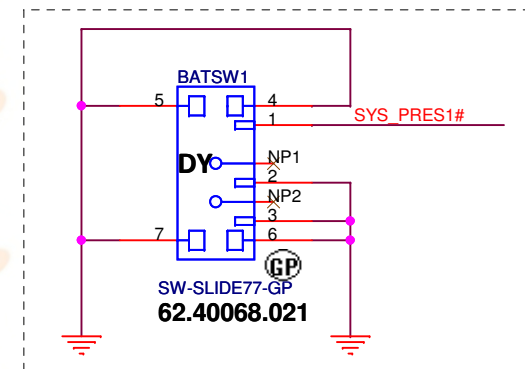 BATSW1
5
4
1
SYS_PRES1#
DY
NP1
2
NP2
3
7
6
GP
SW-SLIDE77-GP
62.40068.021